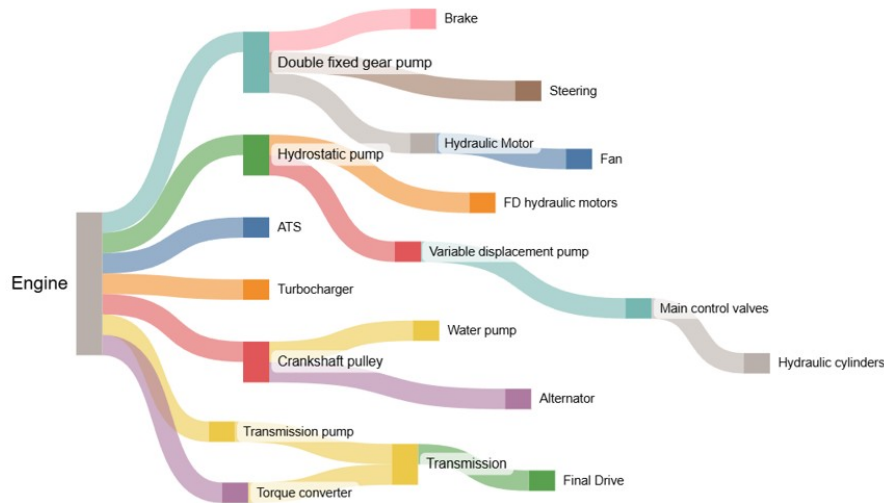 Brake
Double fixed gear pump
Steering
Hydraulic Motor
Hydrostatic pump
Fan
FD hydraulic motors
ATS
Variable displacement pump
Engine
Turbocharger
Main control valves
Water pump
Crankshaft pulley
Hydraulic cylinders
Alternator
Transmission pump
Transmission
Final Drive
Torque converter